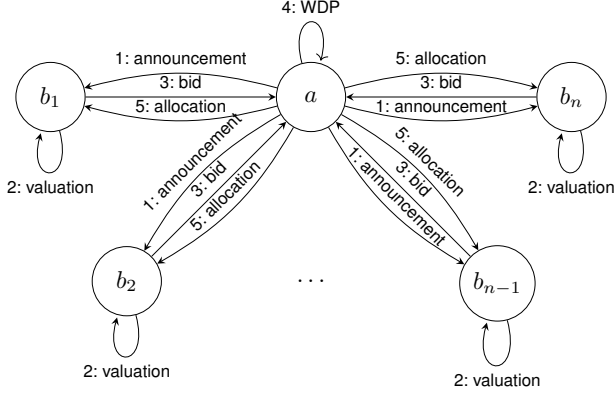 4: WDP
1: announcement
3: bid
5: allocation
5: allocation
3: bid
1: announcement
b₁
a
bₙ
2: valuation
2: valuation
1: announcement
3: bid
5: allocation
5: allocation
3: bid
1: announcement
b₂
...
bₙ₋₁
2: valuation
2: valuation